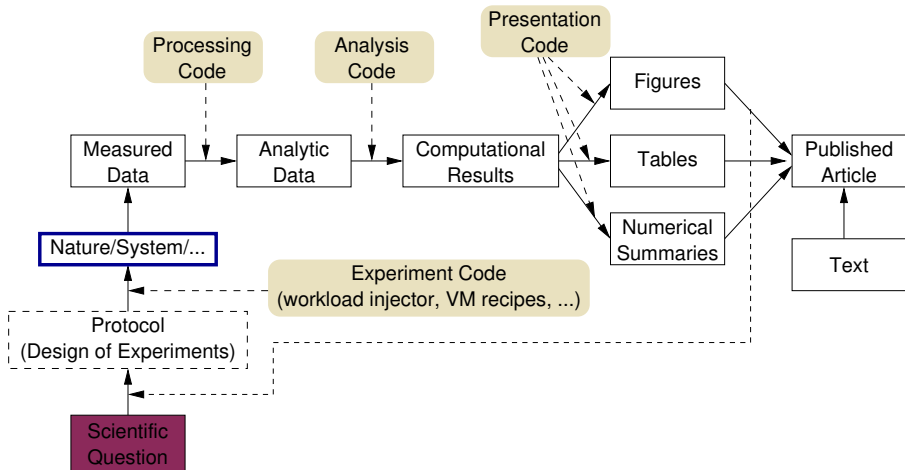 Processing
Code
Analysis
Code
Presentation
Code
Figures
Measured
Data
Analytic
Data
Computational
Results
Tables
Published
Article
Numerical
Summaries
Text
Nature/System/...
Experiment Code
(workload injector, VM recipes, ...)
Protocol
(Design of Experiments)
Scientific
Question